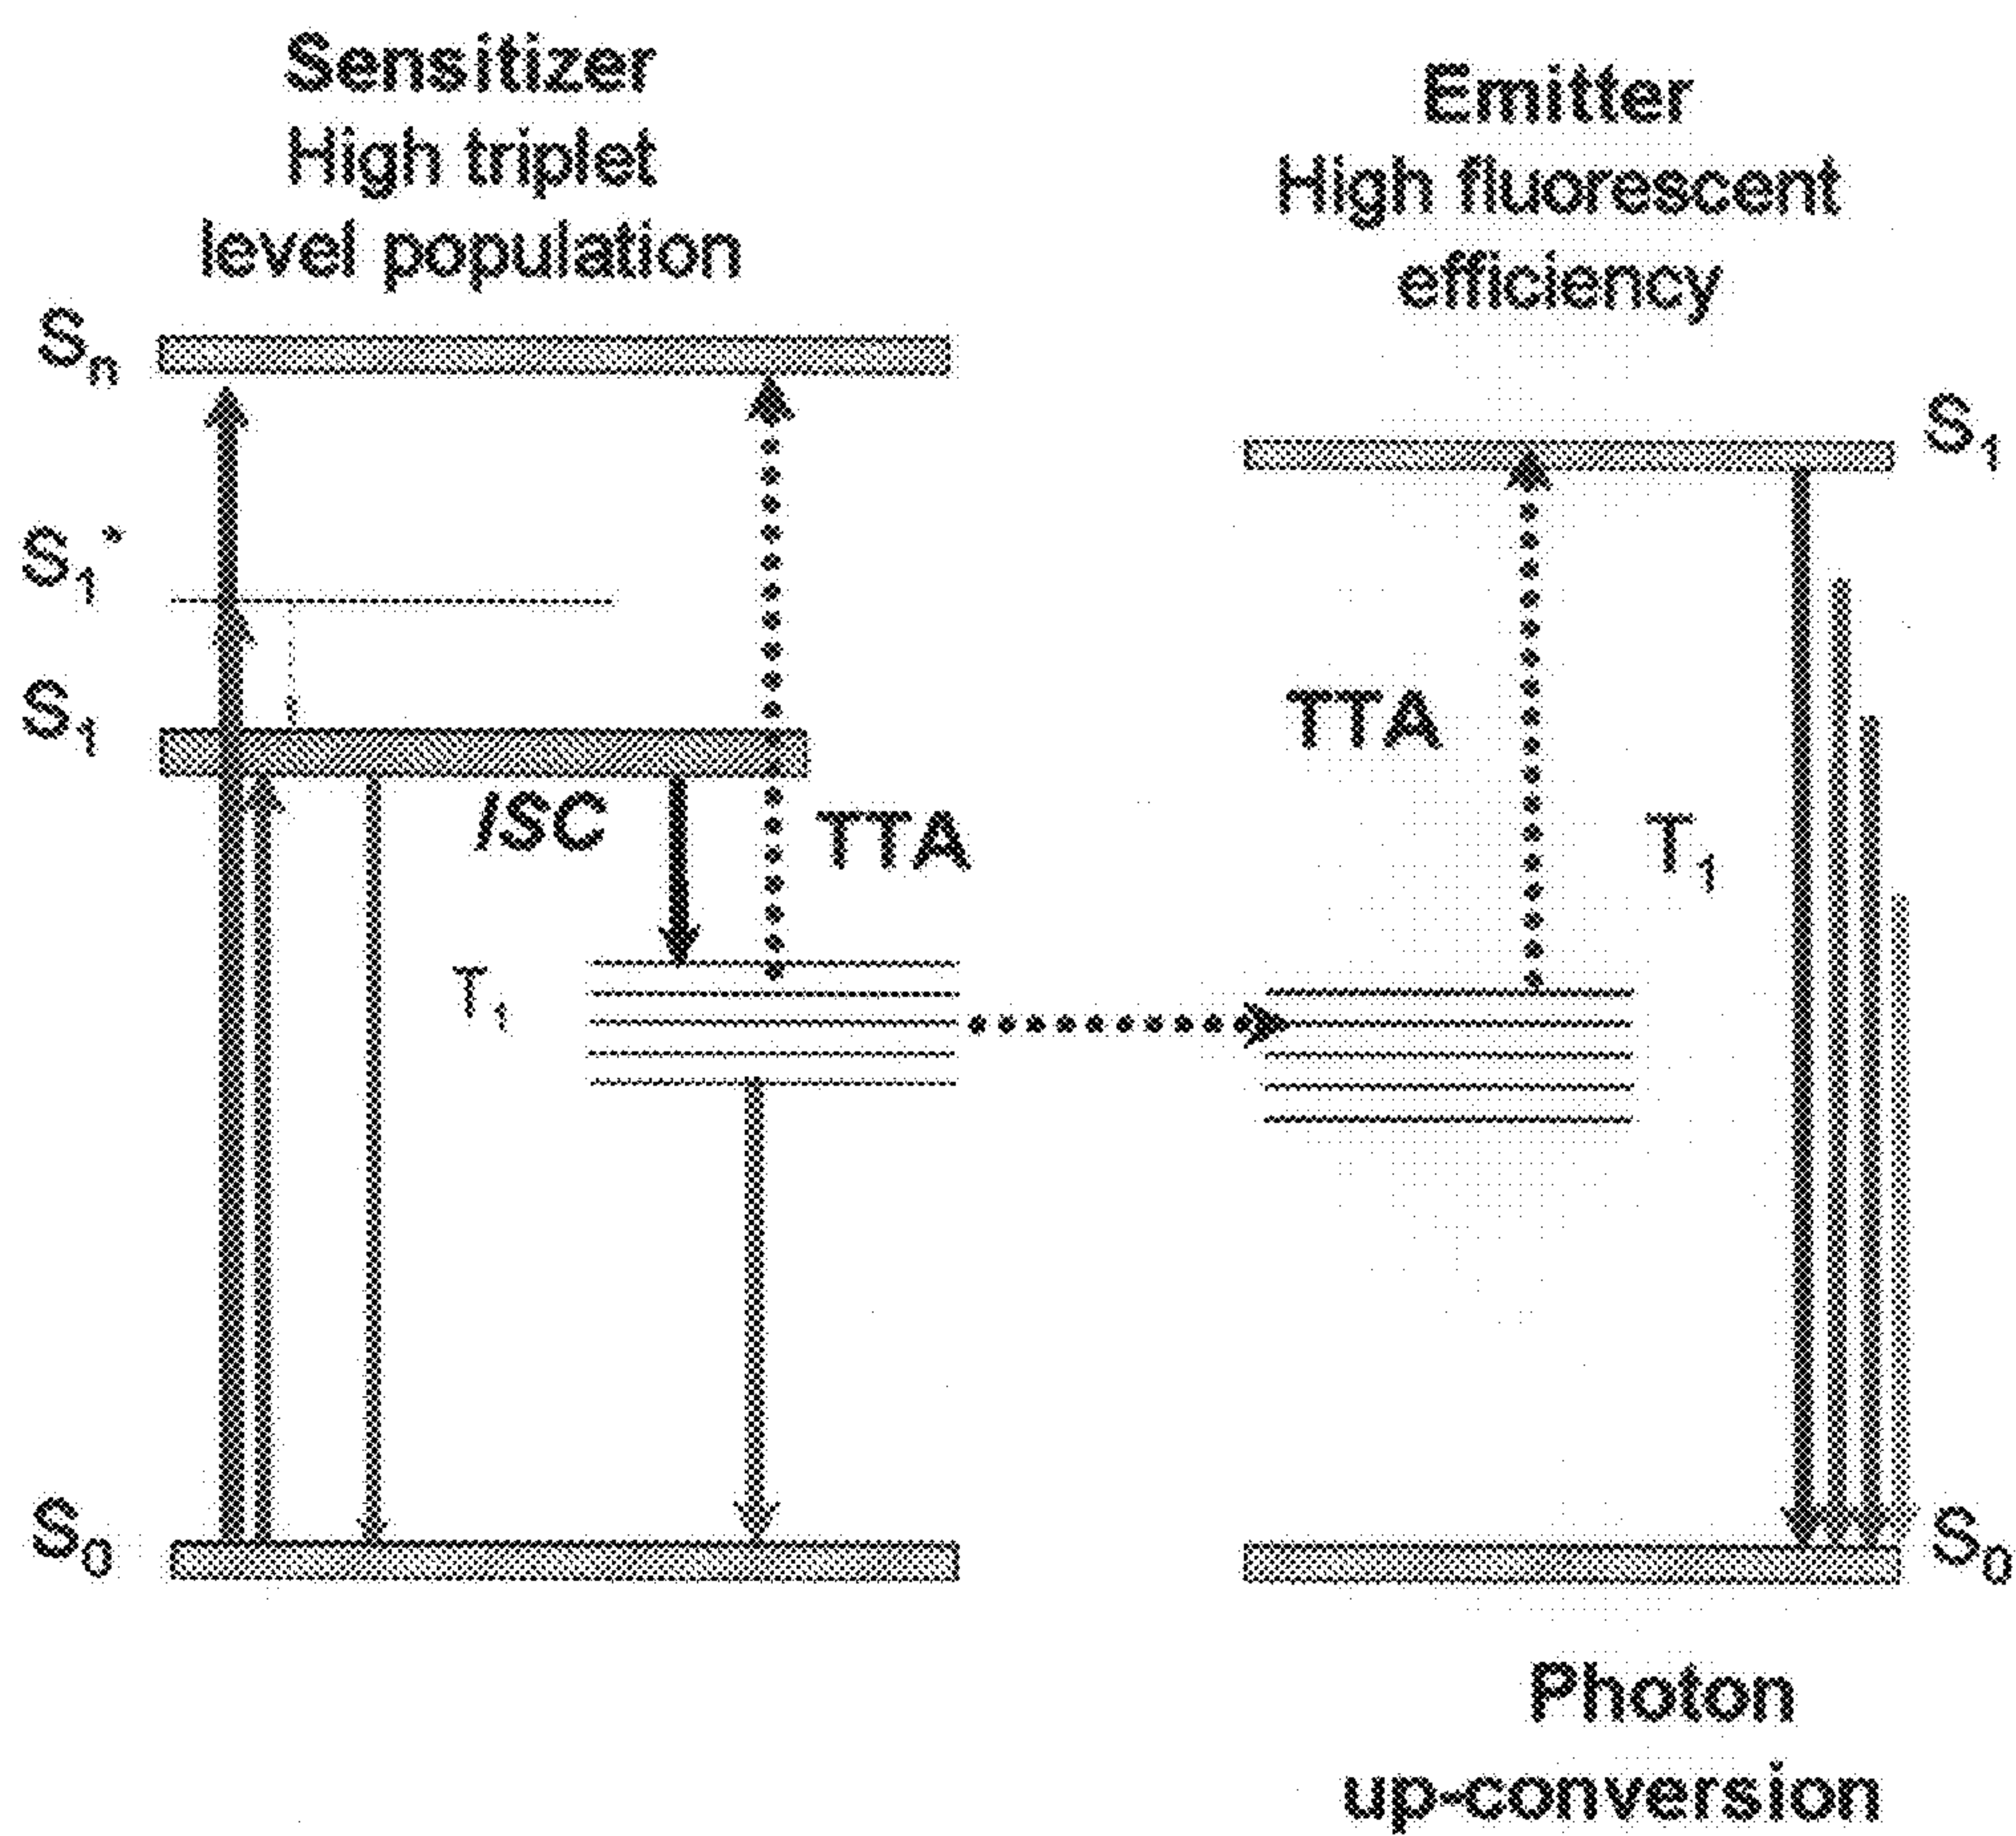 Sensitizer
High triplet
level population
Emitter
High fluorescent
efficiency
Sn
S1
S1*
S1
TTA
ISC
TTA
T1
T1
S0
S0
Photon
up-conversion